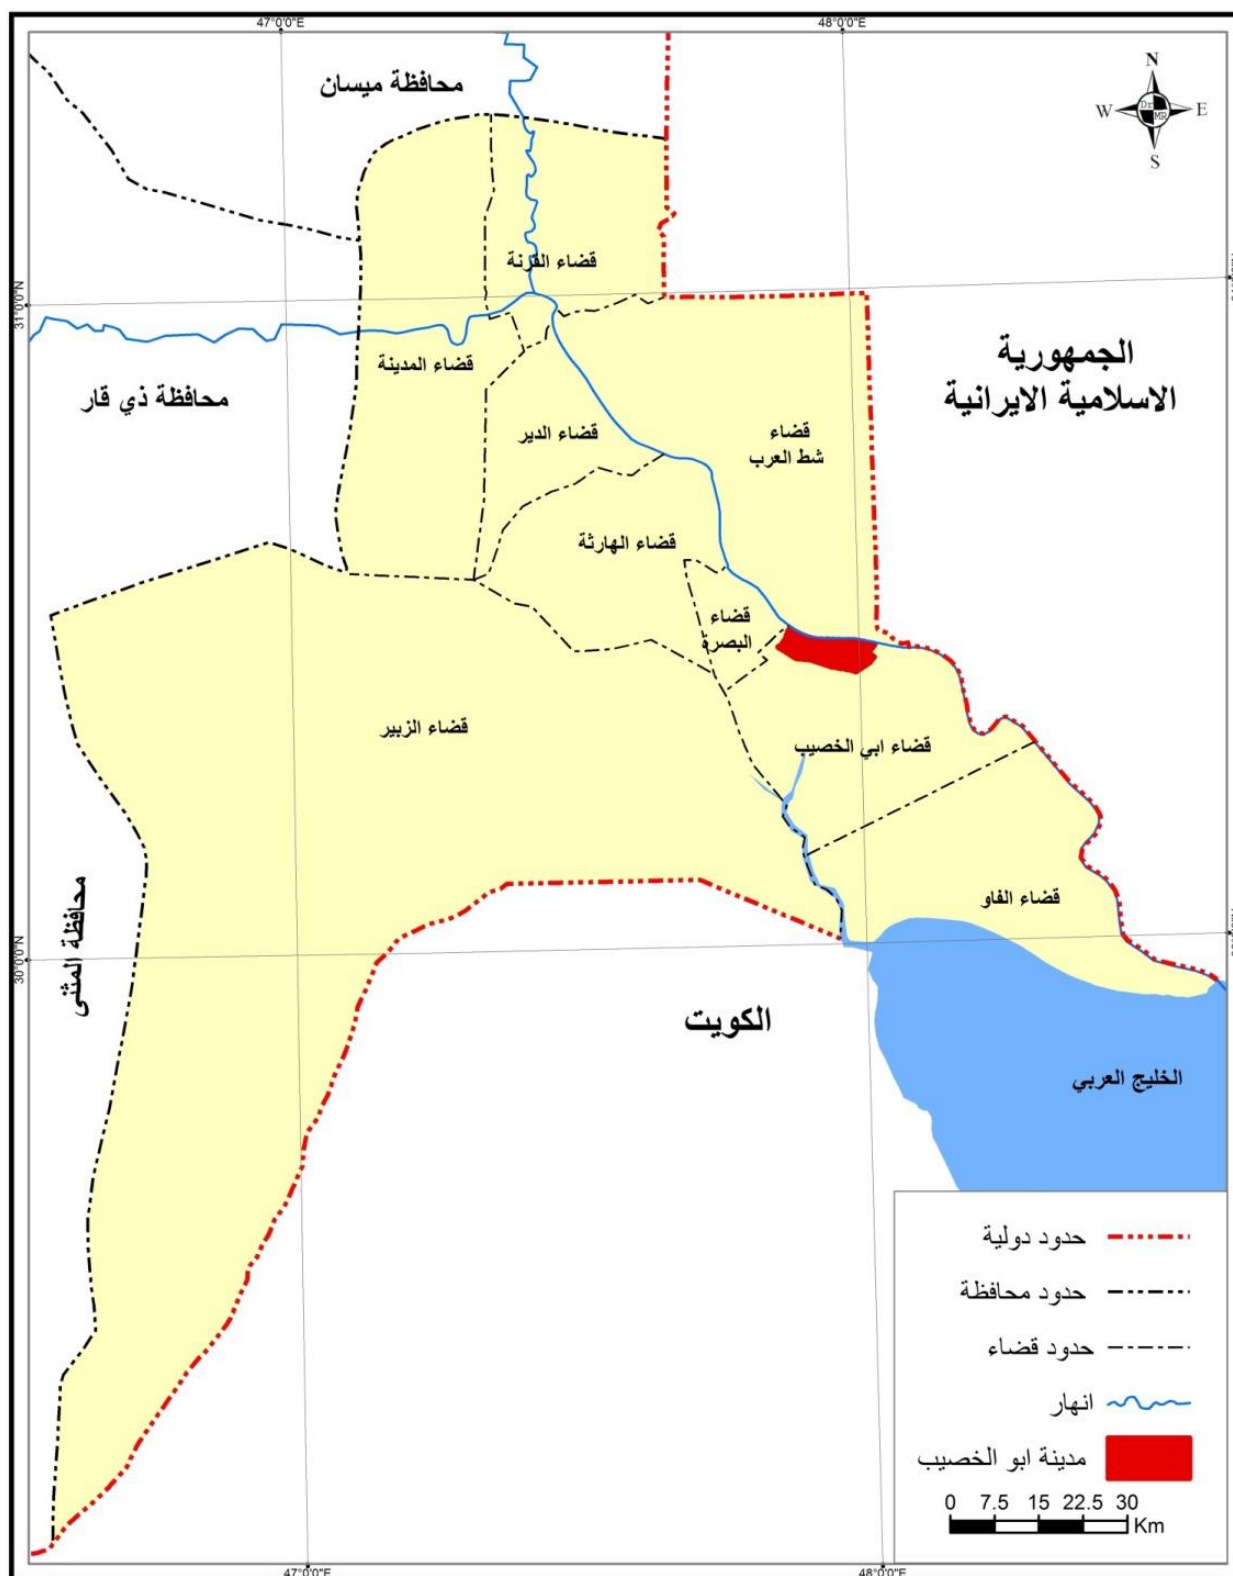 47°0'0"E
48°0'0"E
محافظة ميسان
N
W
E
S
Dr
MR
قضاء القرنة
31°0'0"N
قضاء المدينة
الجمهورية
الاسلامية الايرانية
محافظة ذي قار
قضاء الدير
قضاء
شط العرب
قضاء الهارثة
قضاء
البصرة
قضاء الزبير
قضاء ابي الخصيب
قضاء الفاو
محافظة المثنى
30°0'0"N
الكويت
الخليج العربي
حدود دولية
حدود محافظة
حدود قضاء
انهار
مدينة ابو الخصيب
0 7.5 15 22.5 30
Km
47°0'0"E
48°0'0"E